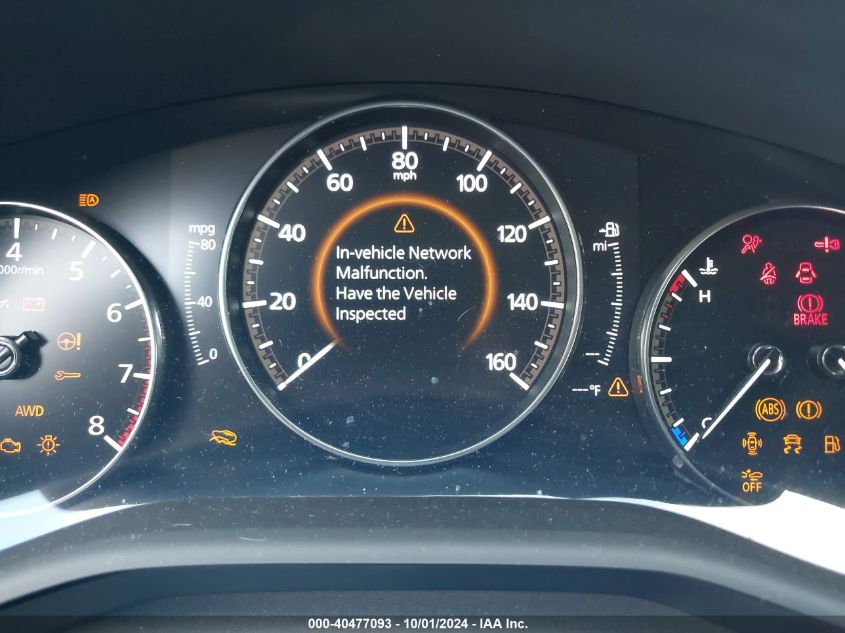 80
mph
60
100
40
120
20
140
0
160
In-vehicle Network
Malfunction.
Have the Vehicle
Inspected
mpg
80
40
0
mi
---
---°F
4
000r/min
5
6
7
8
AWD
H
C
BRAKE
ABS
OFF
000-40477093 - 10/01/2024 - IAA Inc.